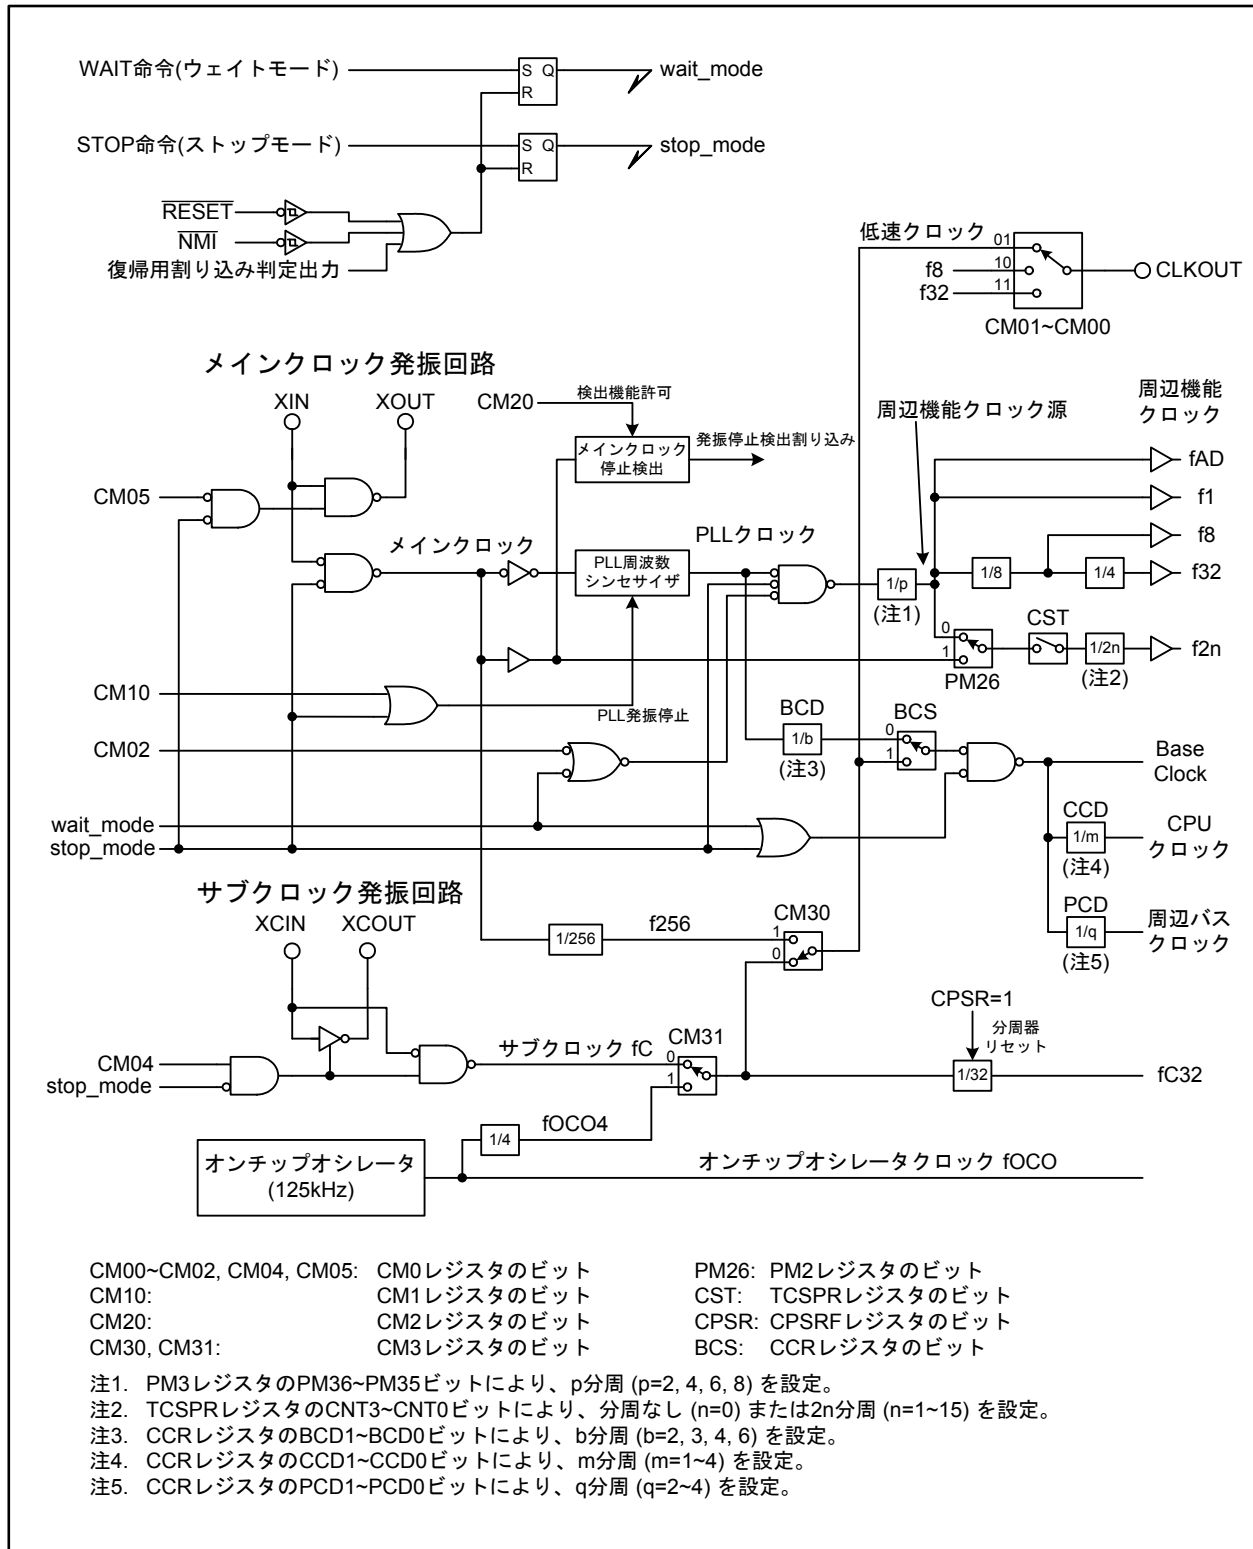 WAIT命令(ウェイトモード)
S Q
R
wait_mode
STOP命令(ストップモード)
S Q
R
stop_mode
RESET
NMI
復帰用割り込み判定出力
低速クロック
01
f8
10
f32
11
CLKOUT
CM01~CM00
メインクロック発振回路
XIN
XOUT
CM20
検出機能許可
メインクロック
停止検出
発振停止検出割り込み
周辺機能クロック源
周辺機能
クロック
fAD
f1
f8
f32
f2n
CM05
メインクロック
PLL周波数
シンセサイザ
PLLクロック
1/p
(注1)
1/8
1/4
0
1
PM26
CST
1/2n
(注2)
CM10
PLL発振停止
CM02
BCD
1/b
(注3)
BCS
0
1
Base
Clock
CCD
1/m
(注4)
CPU
クロック
PCD
1/q
(注5)
周辺バス
クロック
wait_mode
stop_mode
サブクロック発振回路
XCIN
XCOUT
1/256
f256
CM30
1
0
CM04
stop_mode
サブクロック fC
CM31
0
1
CPSR=1
分周器
リセット
1/32
fC32
fOCO4
1/4
オンチップオシレータ
(125kHz)
オンチップオシレータクロック fOCO
CM00~CM02, CM04, CM05: CM0レジスタのビット
CM10: CM1レジスタのビット
CM20: CM2レジスタのビット
CM30, CM31: CM3レジスタのビット
PM26: PM2レジスタのビット
CST: TCSPRレジスタのビット
CPSR: CPSRFレジスタのビット
BCS: CCRレジスタのビット
注1. PM3レジスタのPM36~PM35ビットにより、p分周 (p=2, 4, 6, 8) を設定。
注2. TCSPRレジスタのCNT3~CNT0ビットにより、分周なし (n=0) または2n分周 (n=1~15) を設定。
注3. CCRレジスタのBCD1~BCD0ビットにより、b分周 (b=2, 3, 4, 6) を設定。
注4. CCRレジスタのCCD1~CCD0ビットにより、m分周 (m=1~4) を設定。
注5. CCRレジスタのPCD1~PCD0ビットにより、q分周 (q=2~4) を設定。